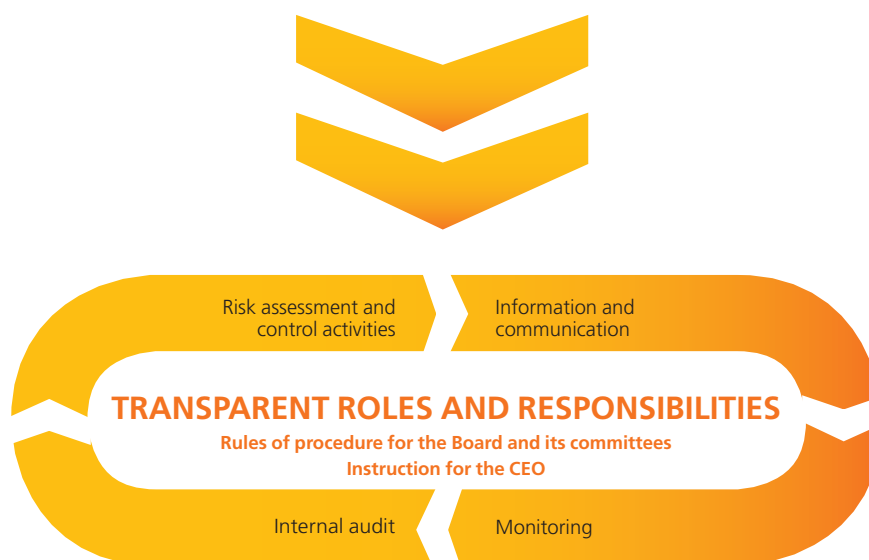 Risk assessment and
control activities
Information and
communication
TRANSPARENT ROLES AND RESPONSIBILITIES
Rules of procedure for the Board and its committees
Instruction for the CEO
Internal audit
Monitoring